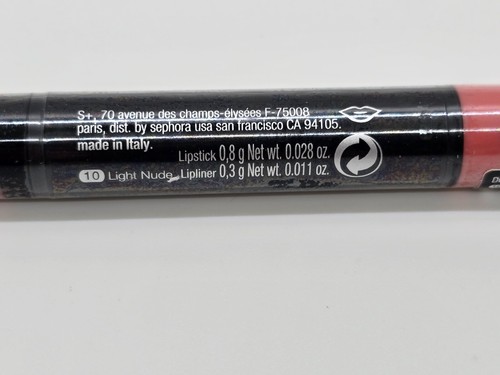 S+, 70 avenue des champs-élysées F-75008
paris, dist. by sephora usa san francisco CA 94105.
made in Italy.
Lipstick 0,8 g Net wt. 0.028 oz.
10 Light Nude Lipliner 0,3 g Net wt. 0.011 oz.